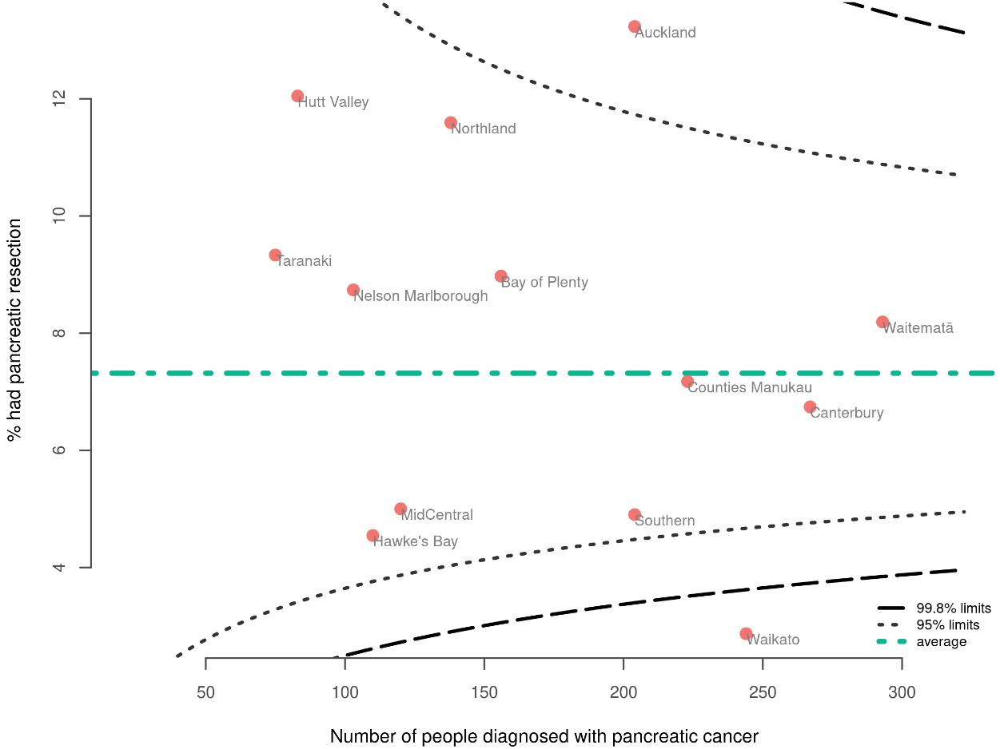 Auckland
12
Hutt Valley
Northland
10
% had pancreatic resection
Taranaki
Bay of Plenty
Nelson Marlborough
8
Waitematā
Counties Manukau
Canterbury
6
MidCentral
Southern
Hawke's Bay
4
99.8% limits
95% limits
Waikato
average
50 100 150 200 250 300
Number of people diagnosed with pancreatic cancer